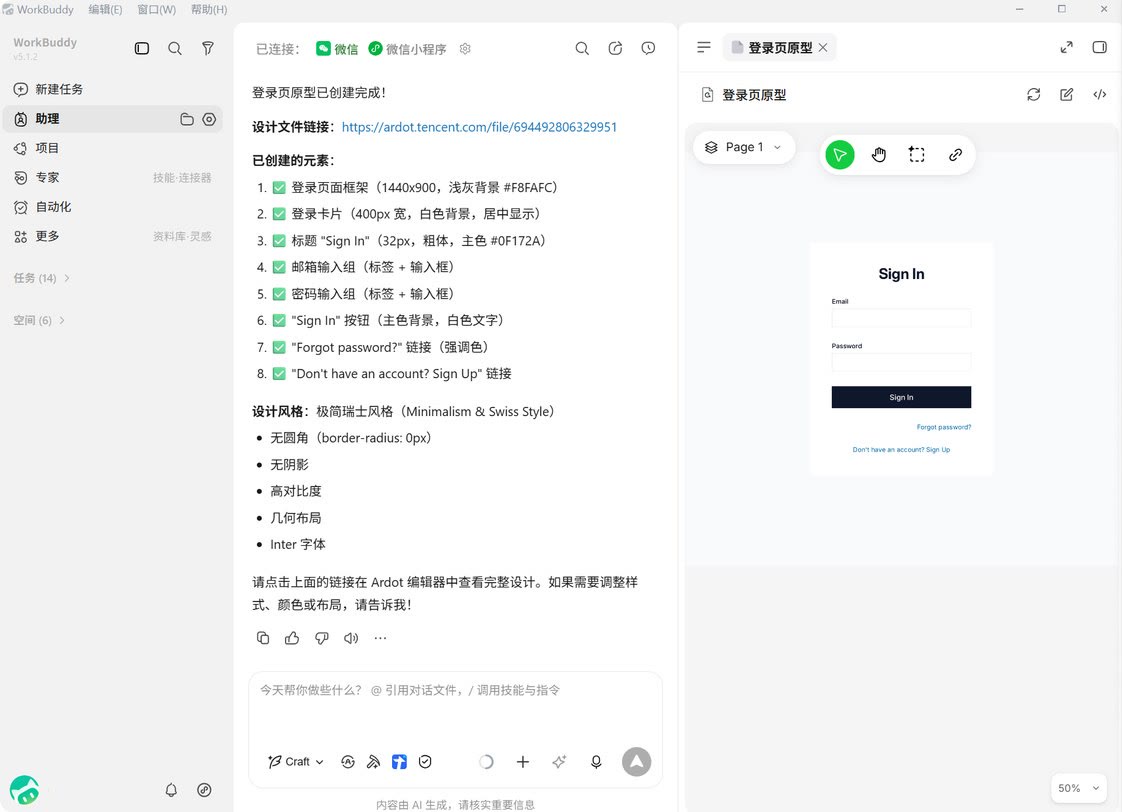 WorkBuddy 编辑(E) 窗口(W) 帮助(H)
WorkBuddy
v5.1.2
新建任务
助理
项目
专家 技能·连接器
自动化
更多 资料库·灵感
任务 (14)
空间 (6)
已连接： 微信 微信小程序
登录页原型已创建完成！
设计文件链接：https://ardot.tencent.com/file/694492806329951
已创建的元素：
1. ✅ 登录页面框架（1440x900，浅灰背景 #F8FAFC）
2. ✅ 登录卡片（400px 宽，白色背景，居中显示）
3. ✅ 标题 "Sign In"（32px，粗体，主色 #0F172A）
4. ✅ 邮箱输入组（标签 + 输入框）
5. ✅ 密码输入组（标签 + 输入框）
6. ✅ "Sign In" 按钮（主色背景，白色文字）
7. ✅ "Forgot password?" 链接（强调色）
8. ✅ "Don't have an account? Sign Up" 链接
设计风格：极简瑞士风格（Minimalism & Swiss Style）
• 无圆角（border-radius: 0px）
• 无阴影
• 高对比度
• 几何布局
• Inter 字体
请点击上面的链接在 Ardot 编辑器中查看完整设计。如果需要调整样
式、颜色或布局，请告诉我！
今天帮你做些什么？ @ 引用对话文件，/ 调用技能与指令
Craft
内容由 AI 生成，请核实重要信息
登录页原型
登录页原型
Page 1
Sign In
Email
Password
Sign In
Forgot password?
Don't have an account? Sign Up
50%